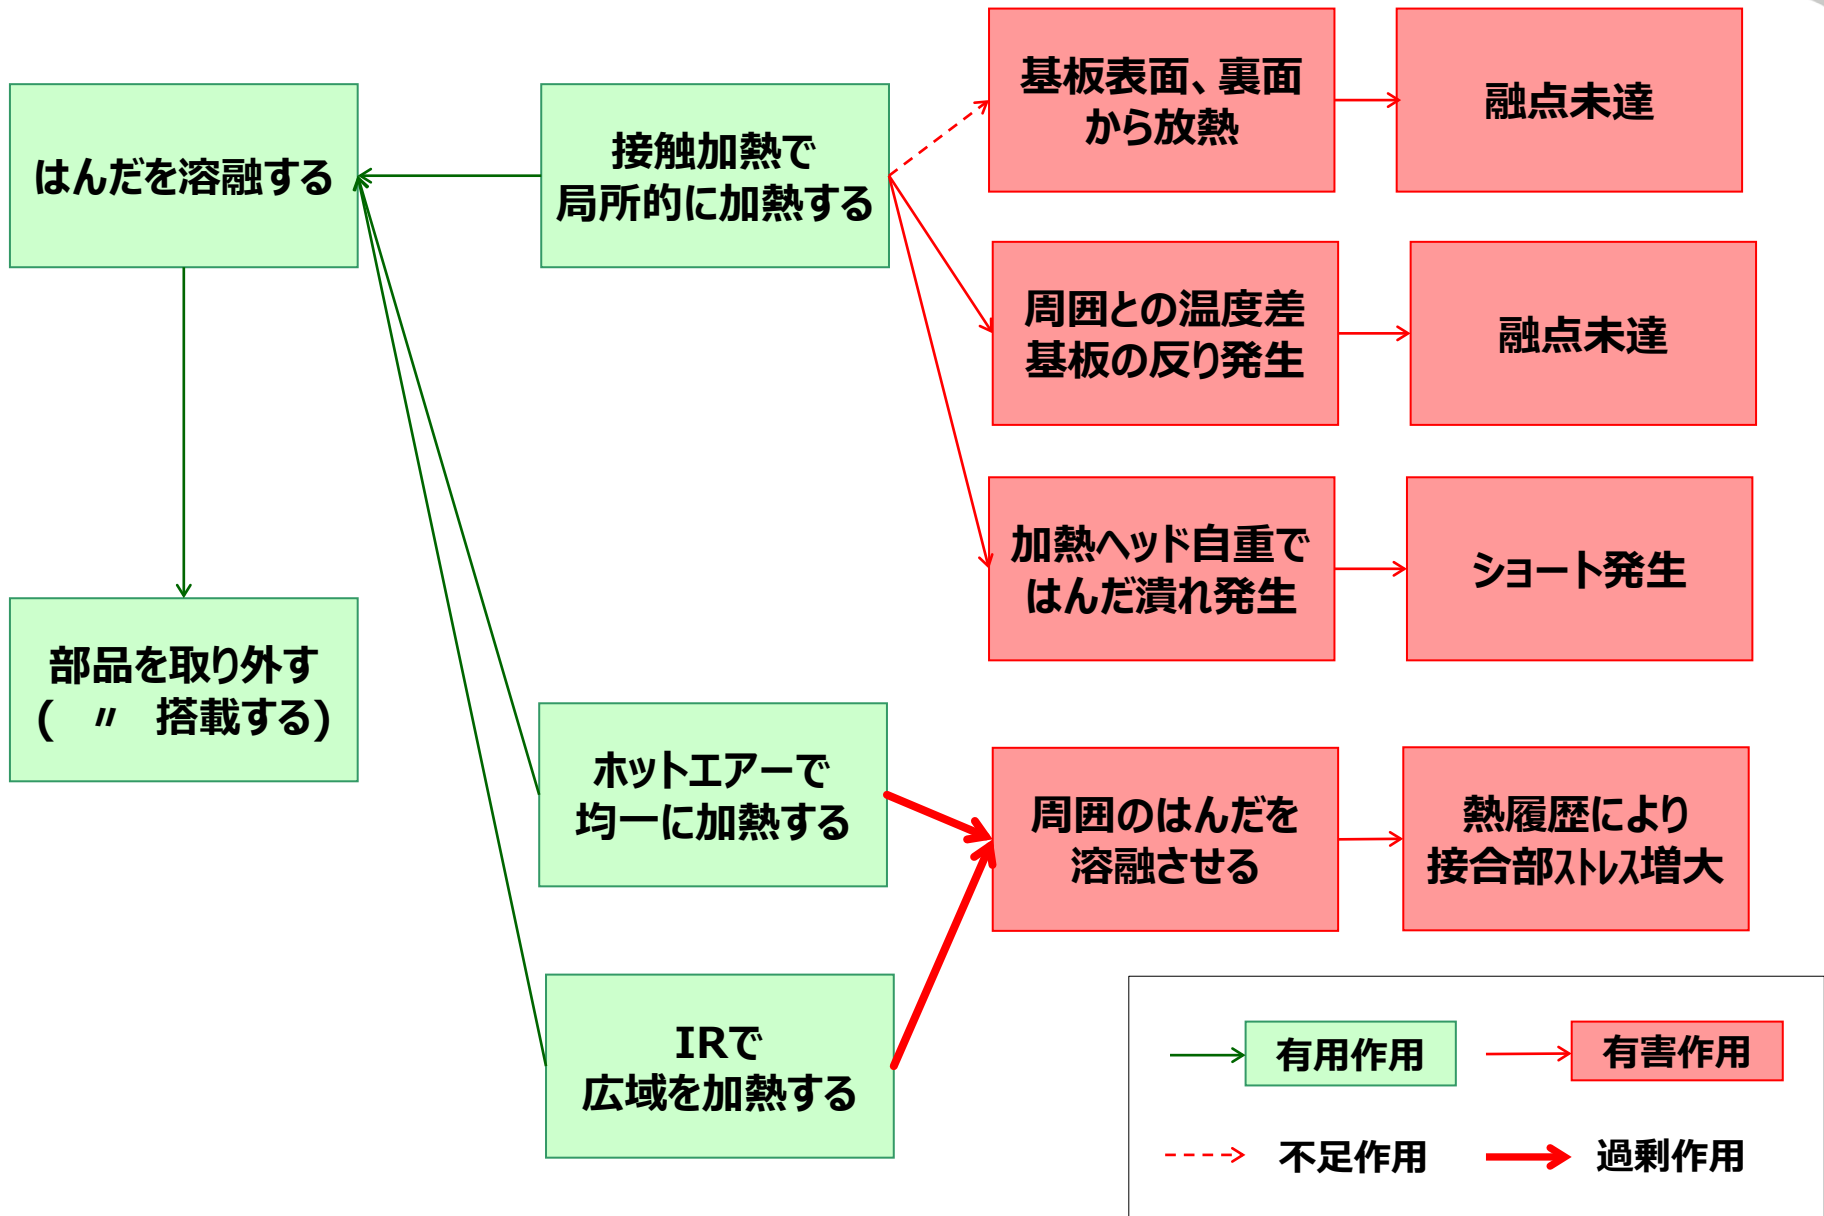 基板表面、裏面
から放熱
融点未達
はんだを溶融する
接触加熱で
局所的に加熱する
周囲との温度差
基板の反り発生
融点未達
加熱ヘッド自重で
はんだ潰れ発生
ショート発生
部品を取り外す
( 〃 搭載する)
ホットエアーで
均一に加熱する
周囲のはんだを
溶融させる
熱履歴により
接合部ｽﾄﾚｽ増大
IRで
広域を加熱する
有用作用
有害作用
不足作用
過剰作用